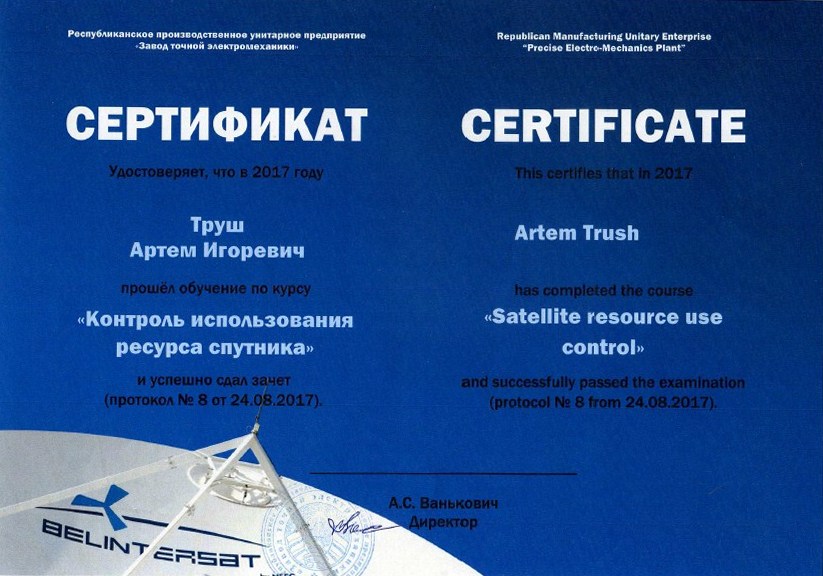 Республиканское производственное унитарное предприятие
«Завод точной электромеханики»
СЕРТИФИКАТ
Удостоверяет, что в 2017 году
Труш
Артем Игоревич
прошёл обучение по курсу
«Контроль использования
ресурса спутника»
и успешно сдал зачет
(протокол № 8 от 24.08.2017).
Republican Manufacturing Unitary Enterprise
“Precise Electro-Mechanics Plant”
CERTIFICATE
This certifies that in 2017
Artem Trush
has completed the course
«Satellite resource use
control»
and successfully passed the examination
(protocol № 8 from 24.08.2017).
А.С. Ванькович
Директор
BELINTERSAT